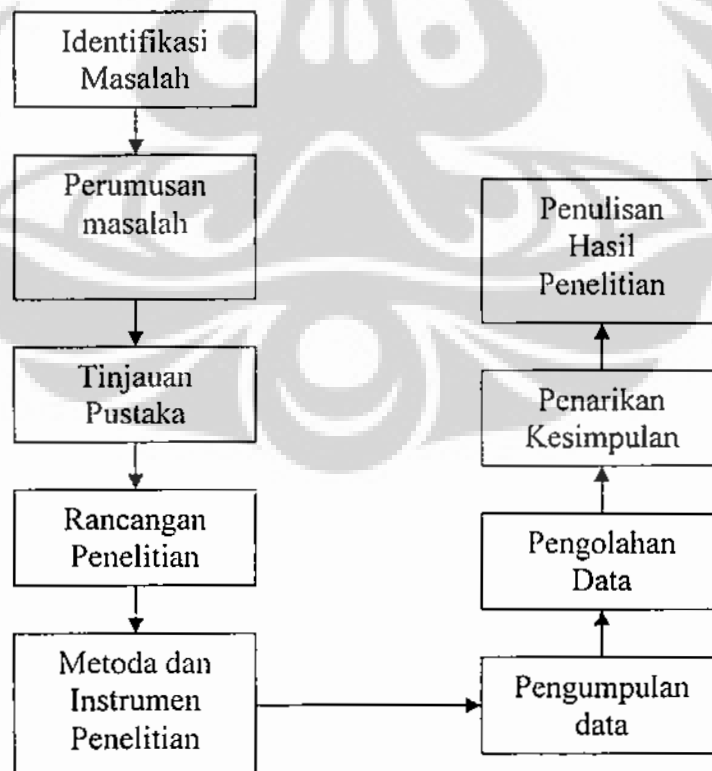 Identifikasi
Masalah
Perumusan
masalah
Tinjauan
Pustaka
Rancangan
Penelitian
Metoda dan
Instrumen
Penelitian
Pengumpulan
data
Pengolahan
Data
Penarikan
Kesimpulan
Penulisan
Hasil
Penelitian